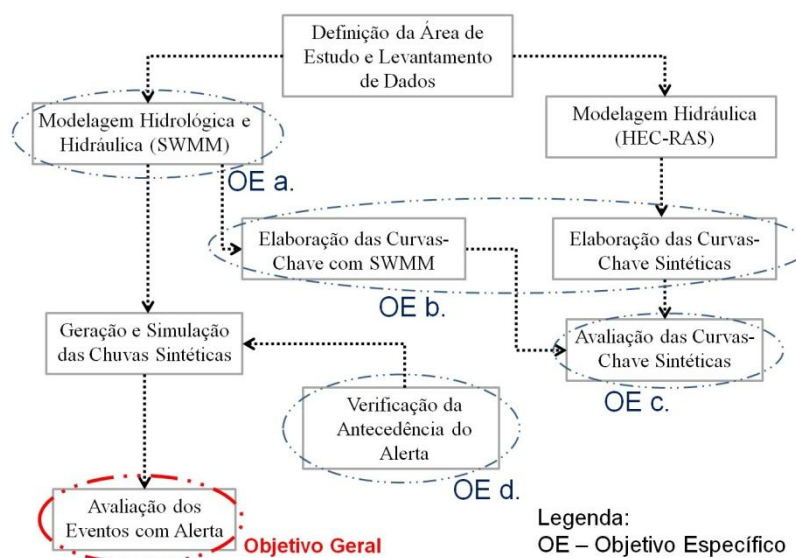 Definição da Área de
Estudo e Levantamento
de Dados
Modelagem Hidrológica e
Hidráulica (SWMM)
OE a.
Modelagem Hidráulica
(HEC-RAS)
Elaboração das Curvas-
Chave com SWMM
Elaboração das Curvas-
Chave Sintéticas
OE b.
Geração e Simulação
das Chuvas Sintéticas
Avaliação das Curvas-
Chave Sintéticas
OE c.
Verificação da
Antecedência do
Alerta
OE d.
Avaliação dos
Eventos com Alerta
Objetivo Geral
Legenda:
OE – Objetivo Específico